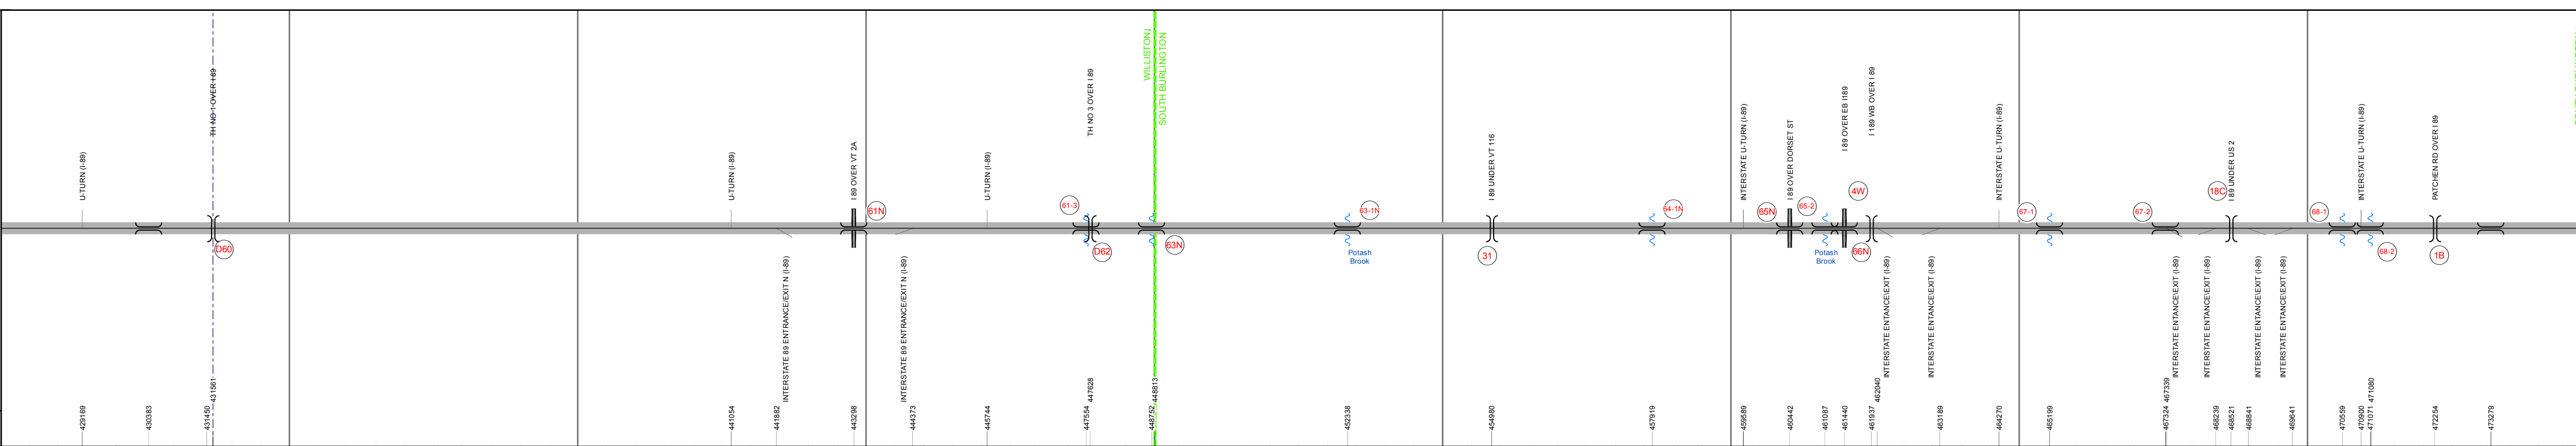 U-TURN (I-89)
TH NO 1 OVER I 89
D60
U-TURN (I-89)
INTERSTATE 89 ENTRANCE/EXIT N (I-89)
I 89 OVER VT 2A
61N
INTERSTATE 89 ENTRANCE/EXIT N (I-89)
U-TURN (I-89)
61-3
TH NO 3 OVER I 89
D62
WILLISTON
SOUTH BURLINGTON
63N
63-1N
Potash
Brook
I 89 UNDER VT 116
31
64-1N
INTERSTATE U-TURN (I-89)
65N
I 89 OVER DORSET ST
65-2
Potash
Brook
I 89 OVER EB I189
4W
66N
I 189 WB OVER I 89
INTERSTATE ENTANCE\EXIT (I-89)
INTERSTATE ENTANCE\EXIT (I-89)
INTERSTATE U-TURN (I-89)
67-1
67-2
INTERSTATE ENTANCE\EXIT (I-89)
INTERSTATE ENTANCE\EXIT (I-89)
18C
I 89 UNDER US 2
INTERSTATE ENTANCE\EXIT (I-89)
INTERSTATE ENTANCE\EXIT (I-89)
68-1
INTERSTATE U-TURN (I-89)
68-2
PATCHEN RD OVER I 89
1B
429169
430383
431450
431561
441054
441882
443298
444373
445744
447554
447628
448752
448813
452338
454980
457919
459589
460442
461087
461440
461937
462040
463189
464270
465199
467324
467339
468239
468521
468841
469641
470559
470900
471071
471080
472254
473279